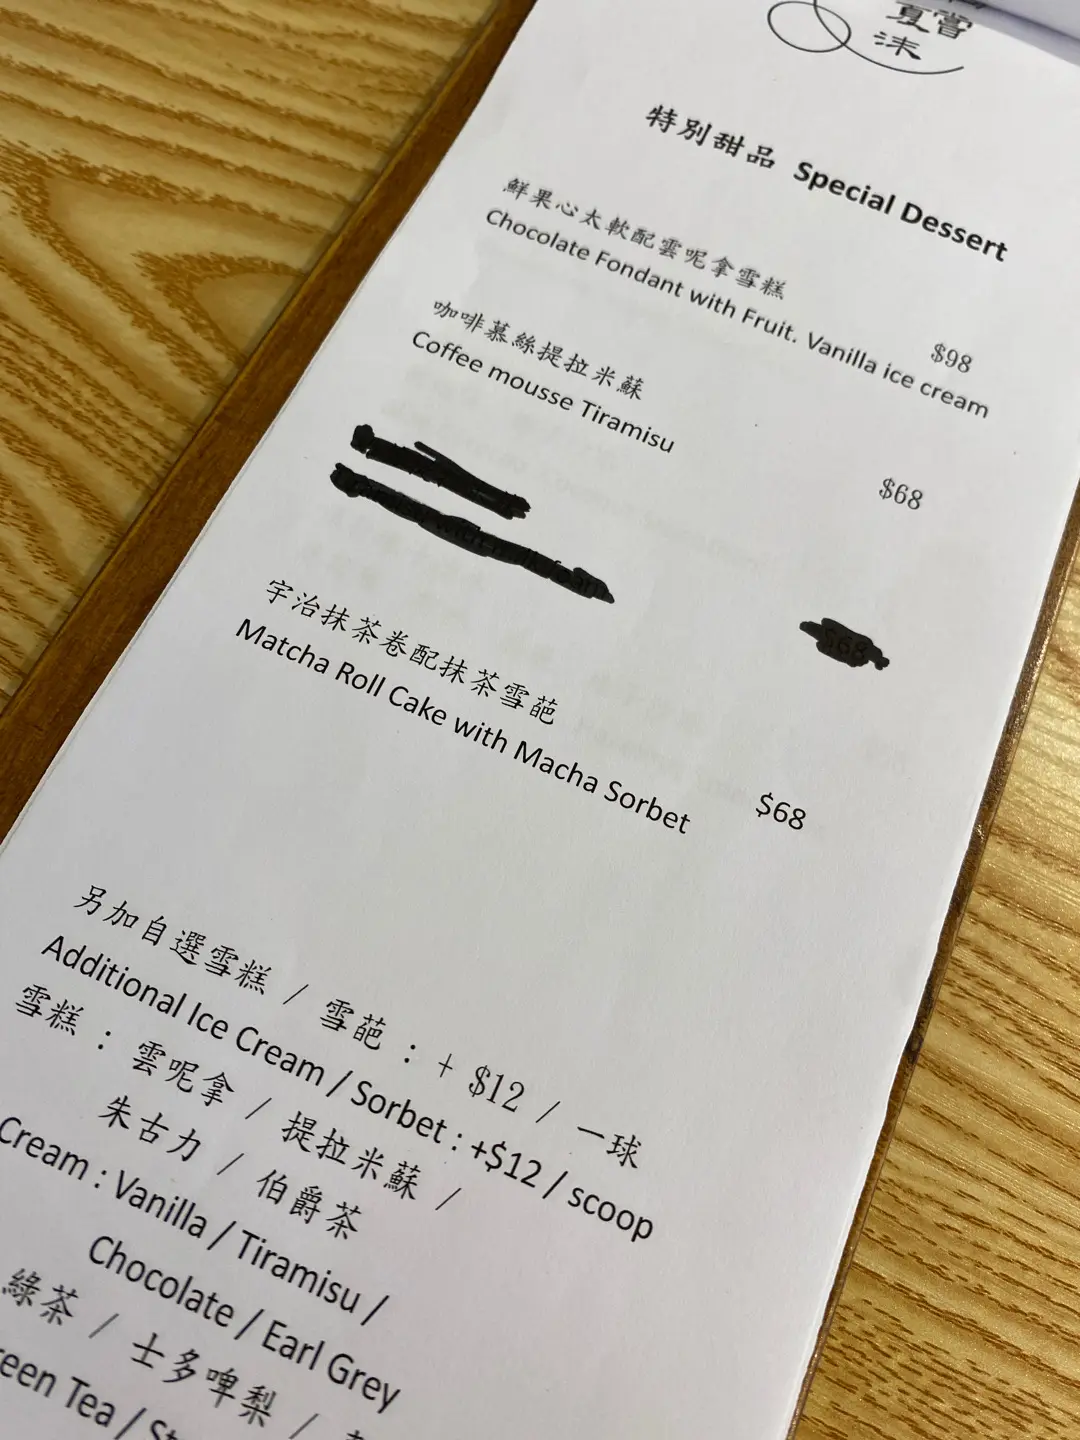 夏嘗
沫
特別甜品 Special Dessert
鮮果心太軟配雲呢拿雪糕
Chocolate Fondant with Fruit. Vanilla ice cream
$98
咖啡慕絲提拉米蘇
Coffee mousse Tiramisu
$68
$68
宇治抹茶卷配抹茶雪葩
Matcha Roll Cake with Macha Sorbet
$68
另加自選雪糕 / 雪葩 : + $12 / 一球
Additional Ice Cream / Sorbet : +$12 / scoop
雪糕 : 雲呢拿 / 提拉米蘇 /
朱古力 / 伯爵茶
Cream : Vanilla / Tiramisu /
Chocolate / Earl Grey
綠茶 / 士多啤梨 /
Tea /